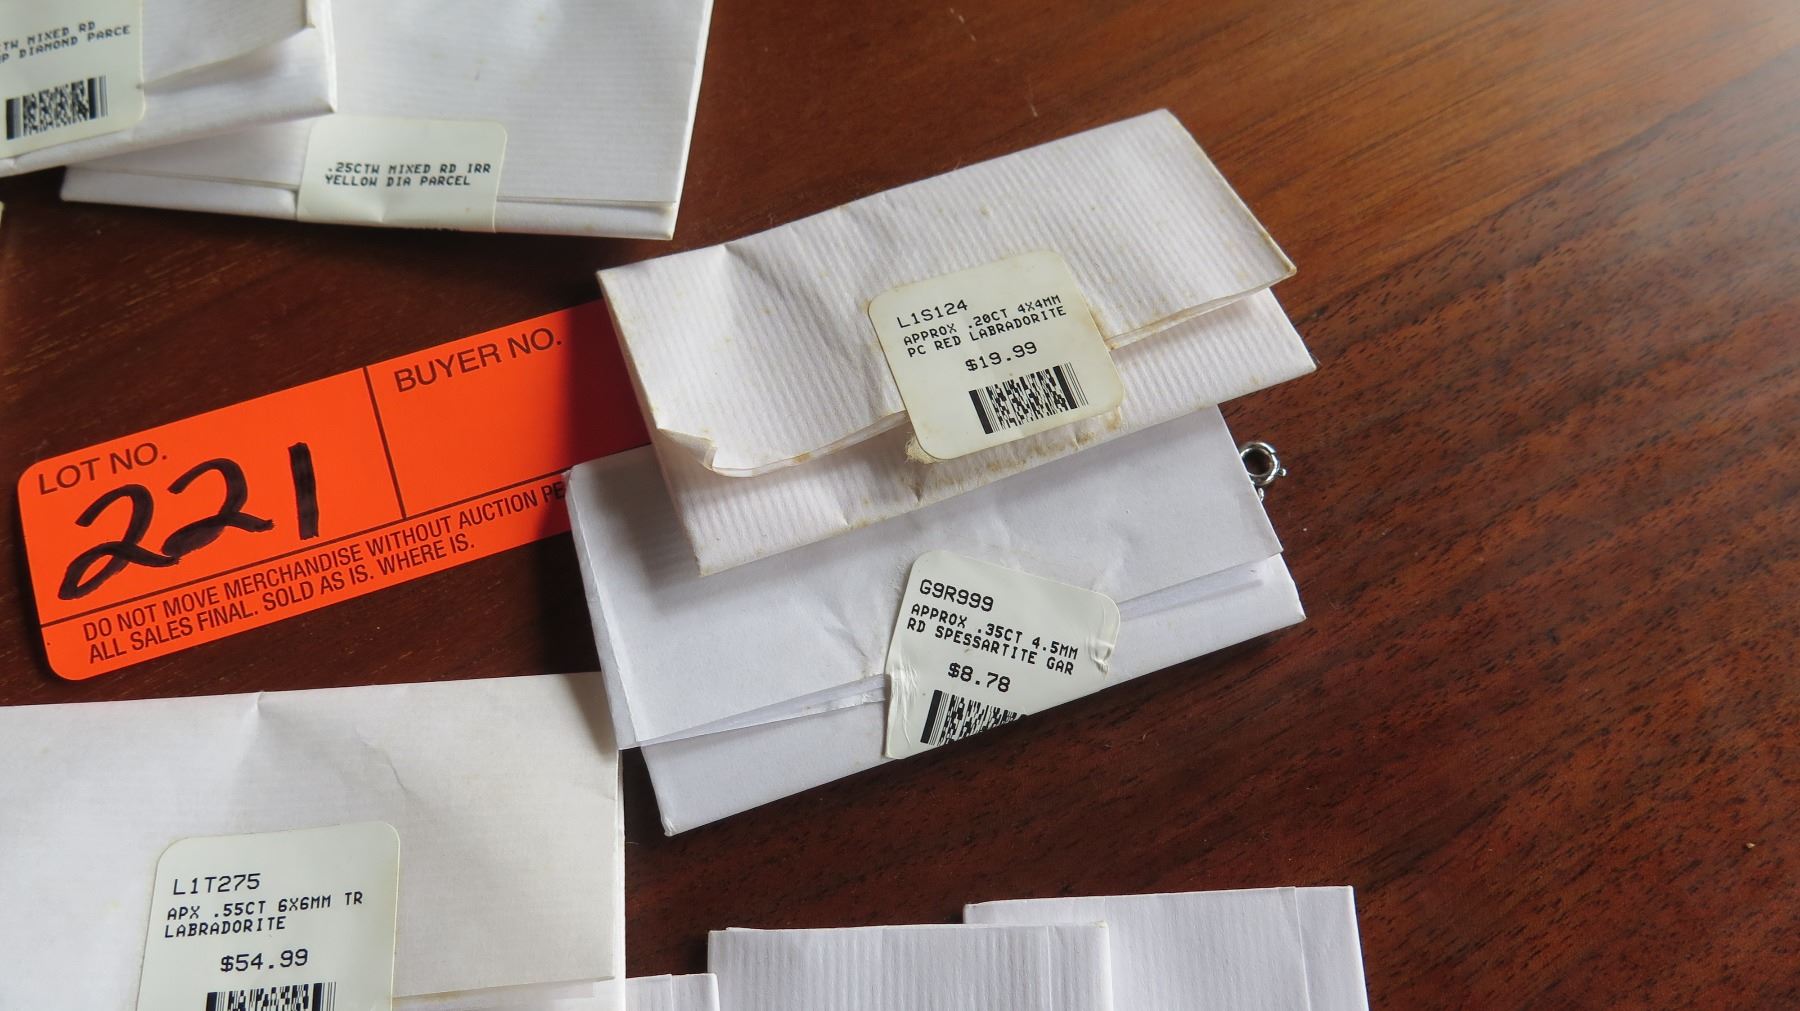 CTW MIXED RD
P DIAMOND PARCE
.25CTW MIXED RD IRR
YELLOW DIA PARCEL
L1S124
APPROX .20CT 4X4MM
PC RED LABRADORITE
$19.99
LOT NO.
221
BUYER NO.
DO NOT MOVE MERCHANDISE WITHOUT AUCTION PE
ALL SALES FINAL. SOLD AS IS. WHERE IS.
G9R999
APPROX .35CT 4.5MM
RD SPESSARTITE GAR
$8.78
L1T275
APX .55CT 6X6MM TR
LABRADORITE
$54.99